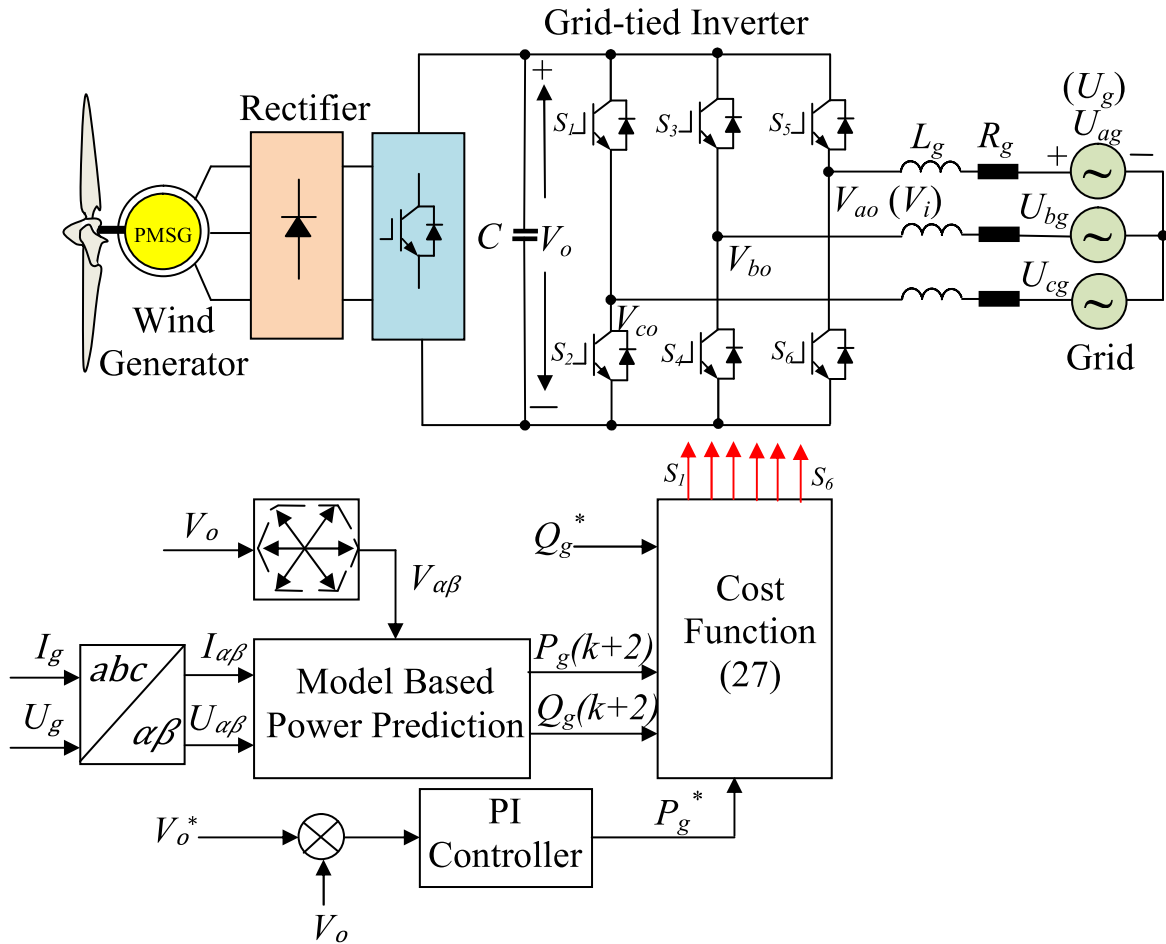 Grid-tied Inverter
Rectifier
PMSG
Wind
Generator
C
+
V_o
—
S_1
S_3
S_5
S_2
S_4
S_6
V_ao (V_i)
V_bo
V_co
L_g
R_g
(U_g)
U_ag
+
—
U_bg
U_cg
Grid
S_1
S_6
V_o
V_αβ
Q_g^*
Cost
Function
(27)
I_g
U_g
abc
αβ
I_αβ
U_αβ
Model Based
Power Prediction
P_g(k+2)
Q_g(k+2)
V_o^*
V_o
PI
Controller
P_g^*